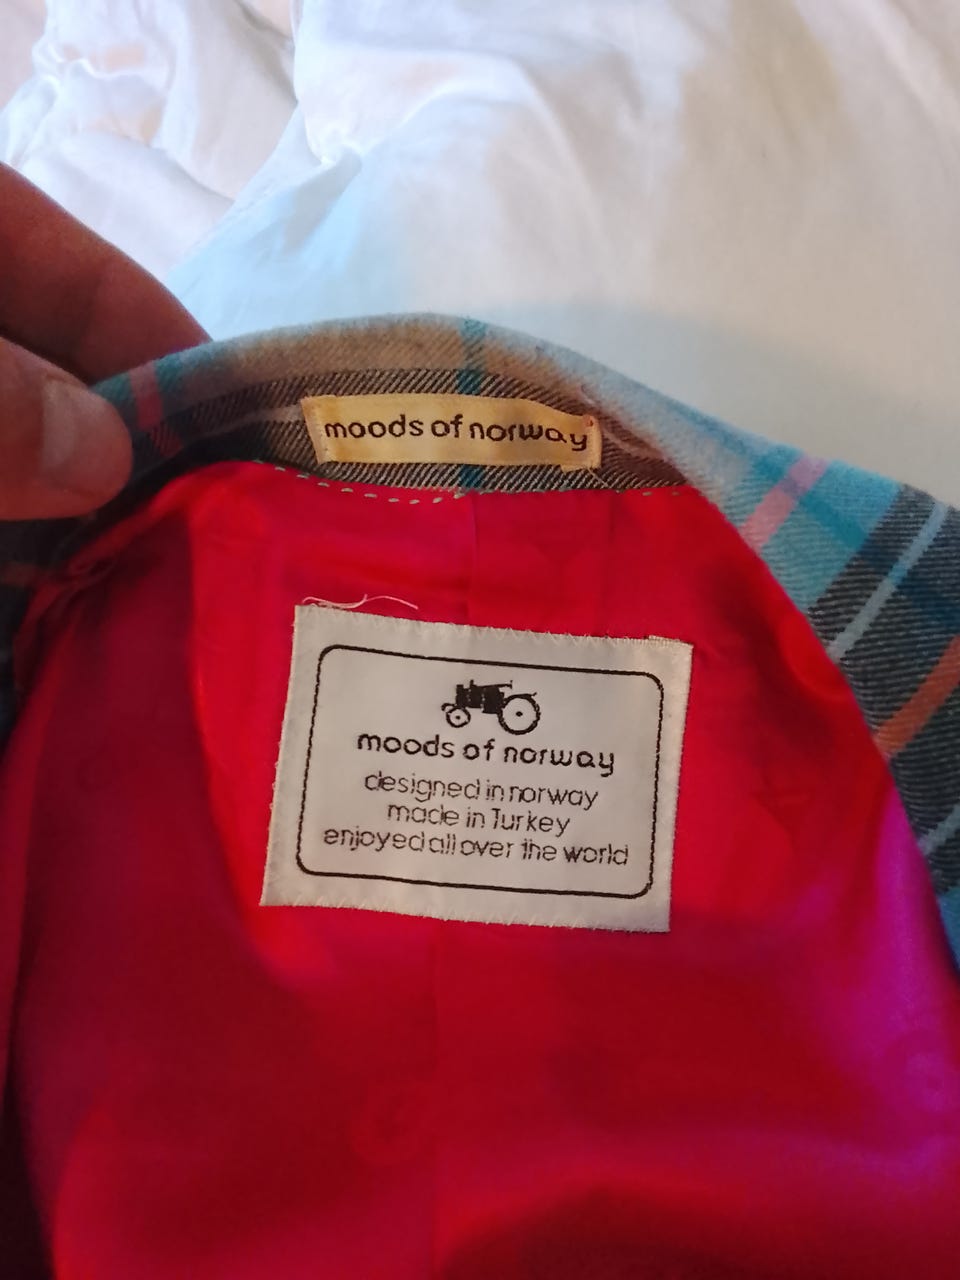 moods of norway
moods of norway
designed in norway
made in Turkey
enjoyed all over the world